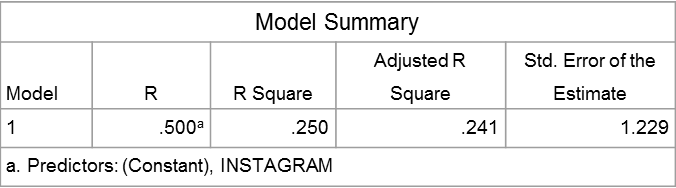 Model Summary
Adjusted R Std. Error of the
Model R R Square Square Estimate
1 .500ᵃ .250 .241 1.229
a. Predictors: (Constant), INSTAGRAM